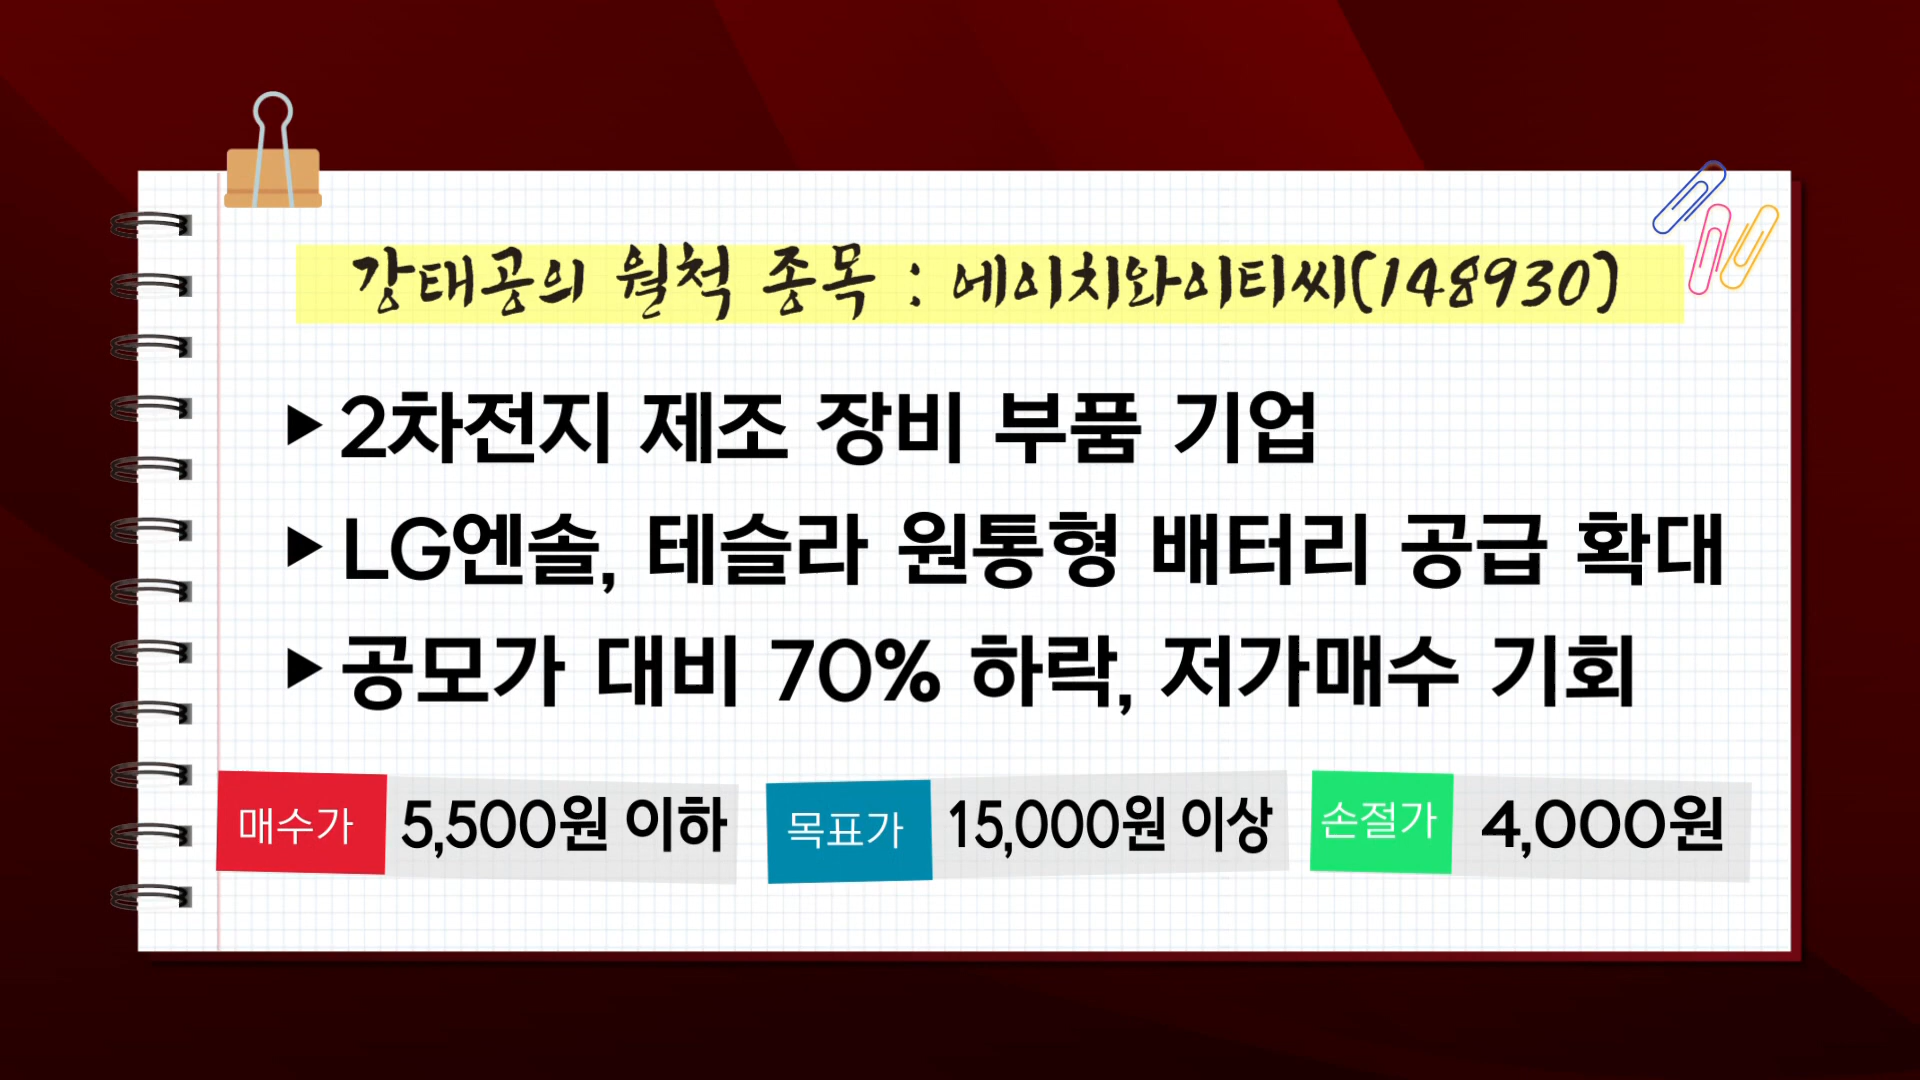 강태공의 월척 종목 : 에이치와이티씨(148930)
▶2차전지 제조 장비 부품 기업
▶LG엔솔, 테슬라 원통형 배터리 공급 확대
▶공모가 대비 70% 하락, 저가매수 기회
매수가 5,500원 이하 목표가 15,000원 이상 손절가 4,000원